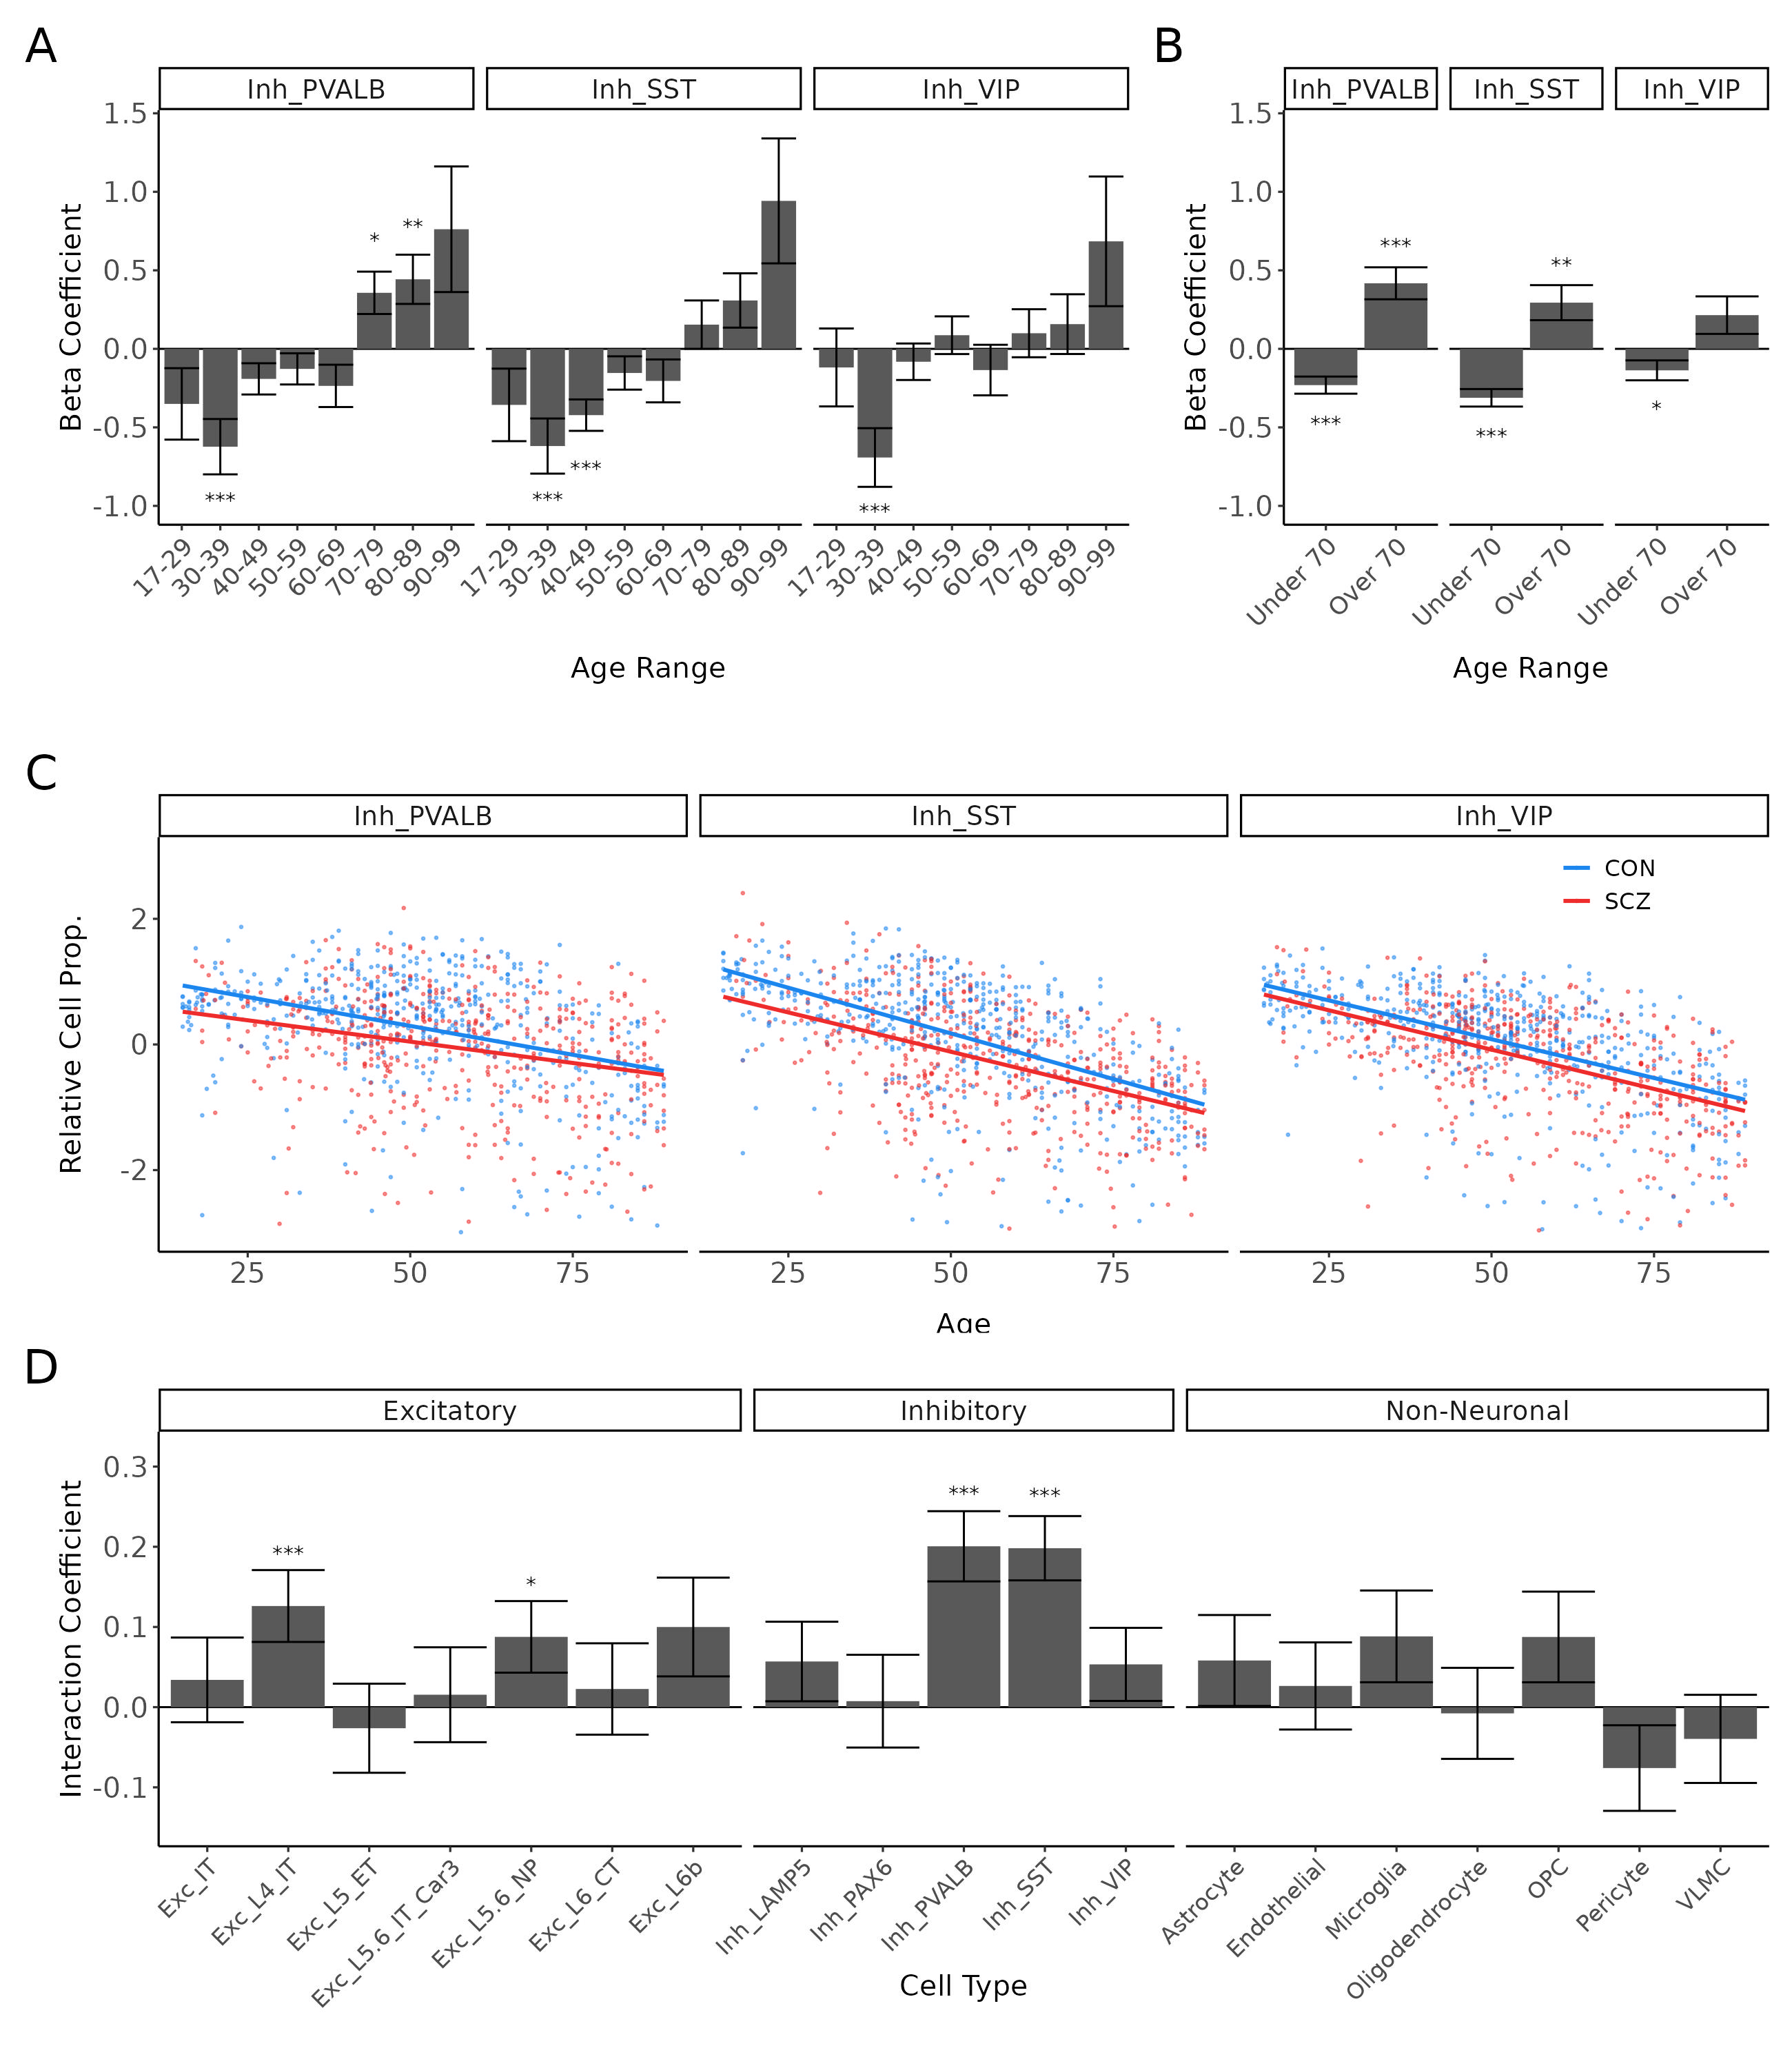 A
B
Inh_PVALB Inh_SST Inh_VIP
Inh_PVALB Inh_SST Inh_VIP
Beta Coefficient
1.5
1.0
0.5
0.0
-0.5
-1.0
* **
***
*** ***
***
17-29 30-39 40-49 50-59 60-69 70-79 80-89 90-99
17-29 30-39 40-49 50-59 60-69 70-79 80-89 90-99
17-29 30-39 40-49 50-59 60-69 70-79 80-89 90-99
Age Range
Beta Coefficient
1.5
1.0
0.5
0.0
-0.5
-1.0
*** ***
*** **
*
Under 70 Over 70 Under 70 Over 70 Under 70 Over 70
Age Range
C
Inh_PVALB Inh_SST Inh_VIP
CON
SCZ
Relative Cell Prop.
2
0
-2
25 50 75 25 50 75 25 50 75
Age
D
Excitatory Inhibitory Non-Neuronal
Interaction Coefficient
0.3
0.2
0.1
0.0
-0.1
*** * *** ***
Exc_IT Exc_L4_IT Exc_L5_ET Exc_L5.6_IT_Car3 Exc_L5.6_NP Exc_L6_CT Exc_L6b
Inh_LAMP5 Inh_PAX6 Inh_PVALB Inh_SST Inh_VIP
Astrocyte Endothelial Microglia Oligodendrocyte OPC Pericyte VLMC
Cell Type